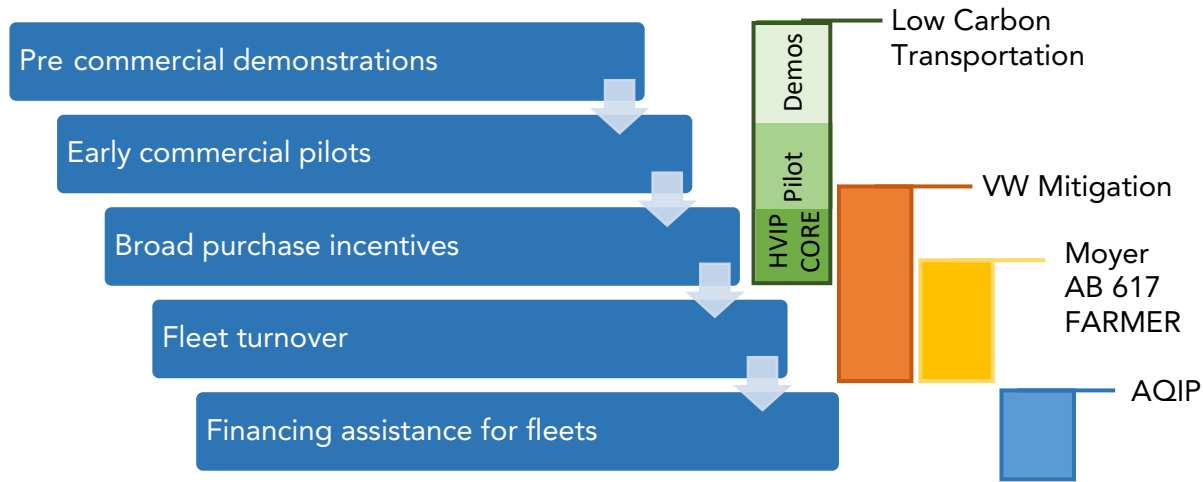 Pre commercial demonstrations
Early commercial pilots
Broad purchase incentives
Fleet turnover
Financing assistance for fleets
Demos
Pilot
HVIP
CORE
Low Carbon
Transportation
VW Mitigation
Moyer
AB 617
FARMER
AQIP